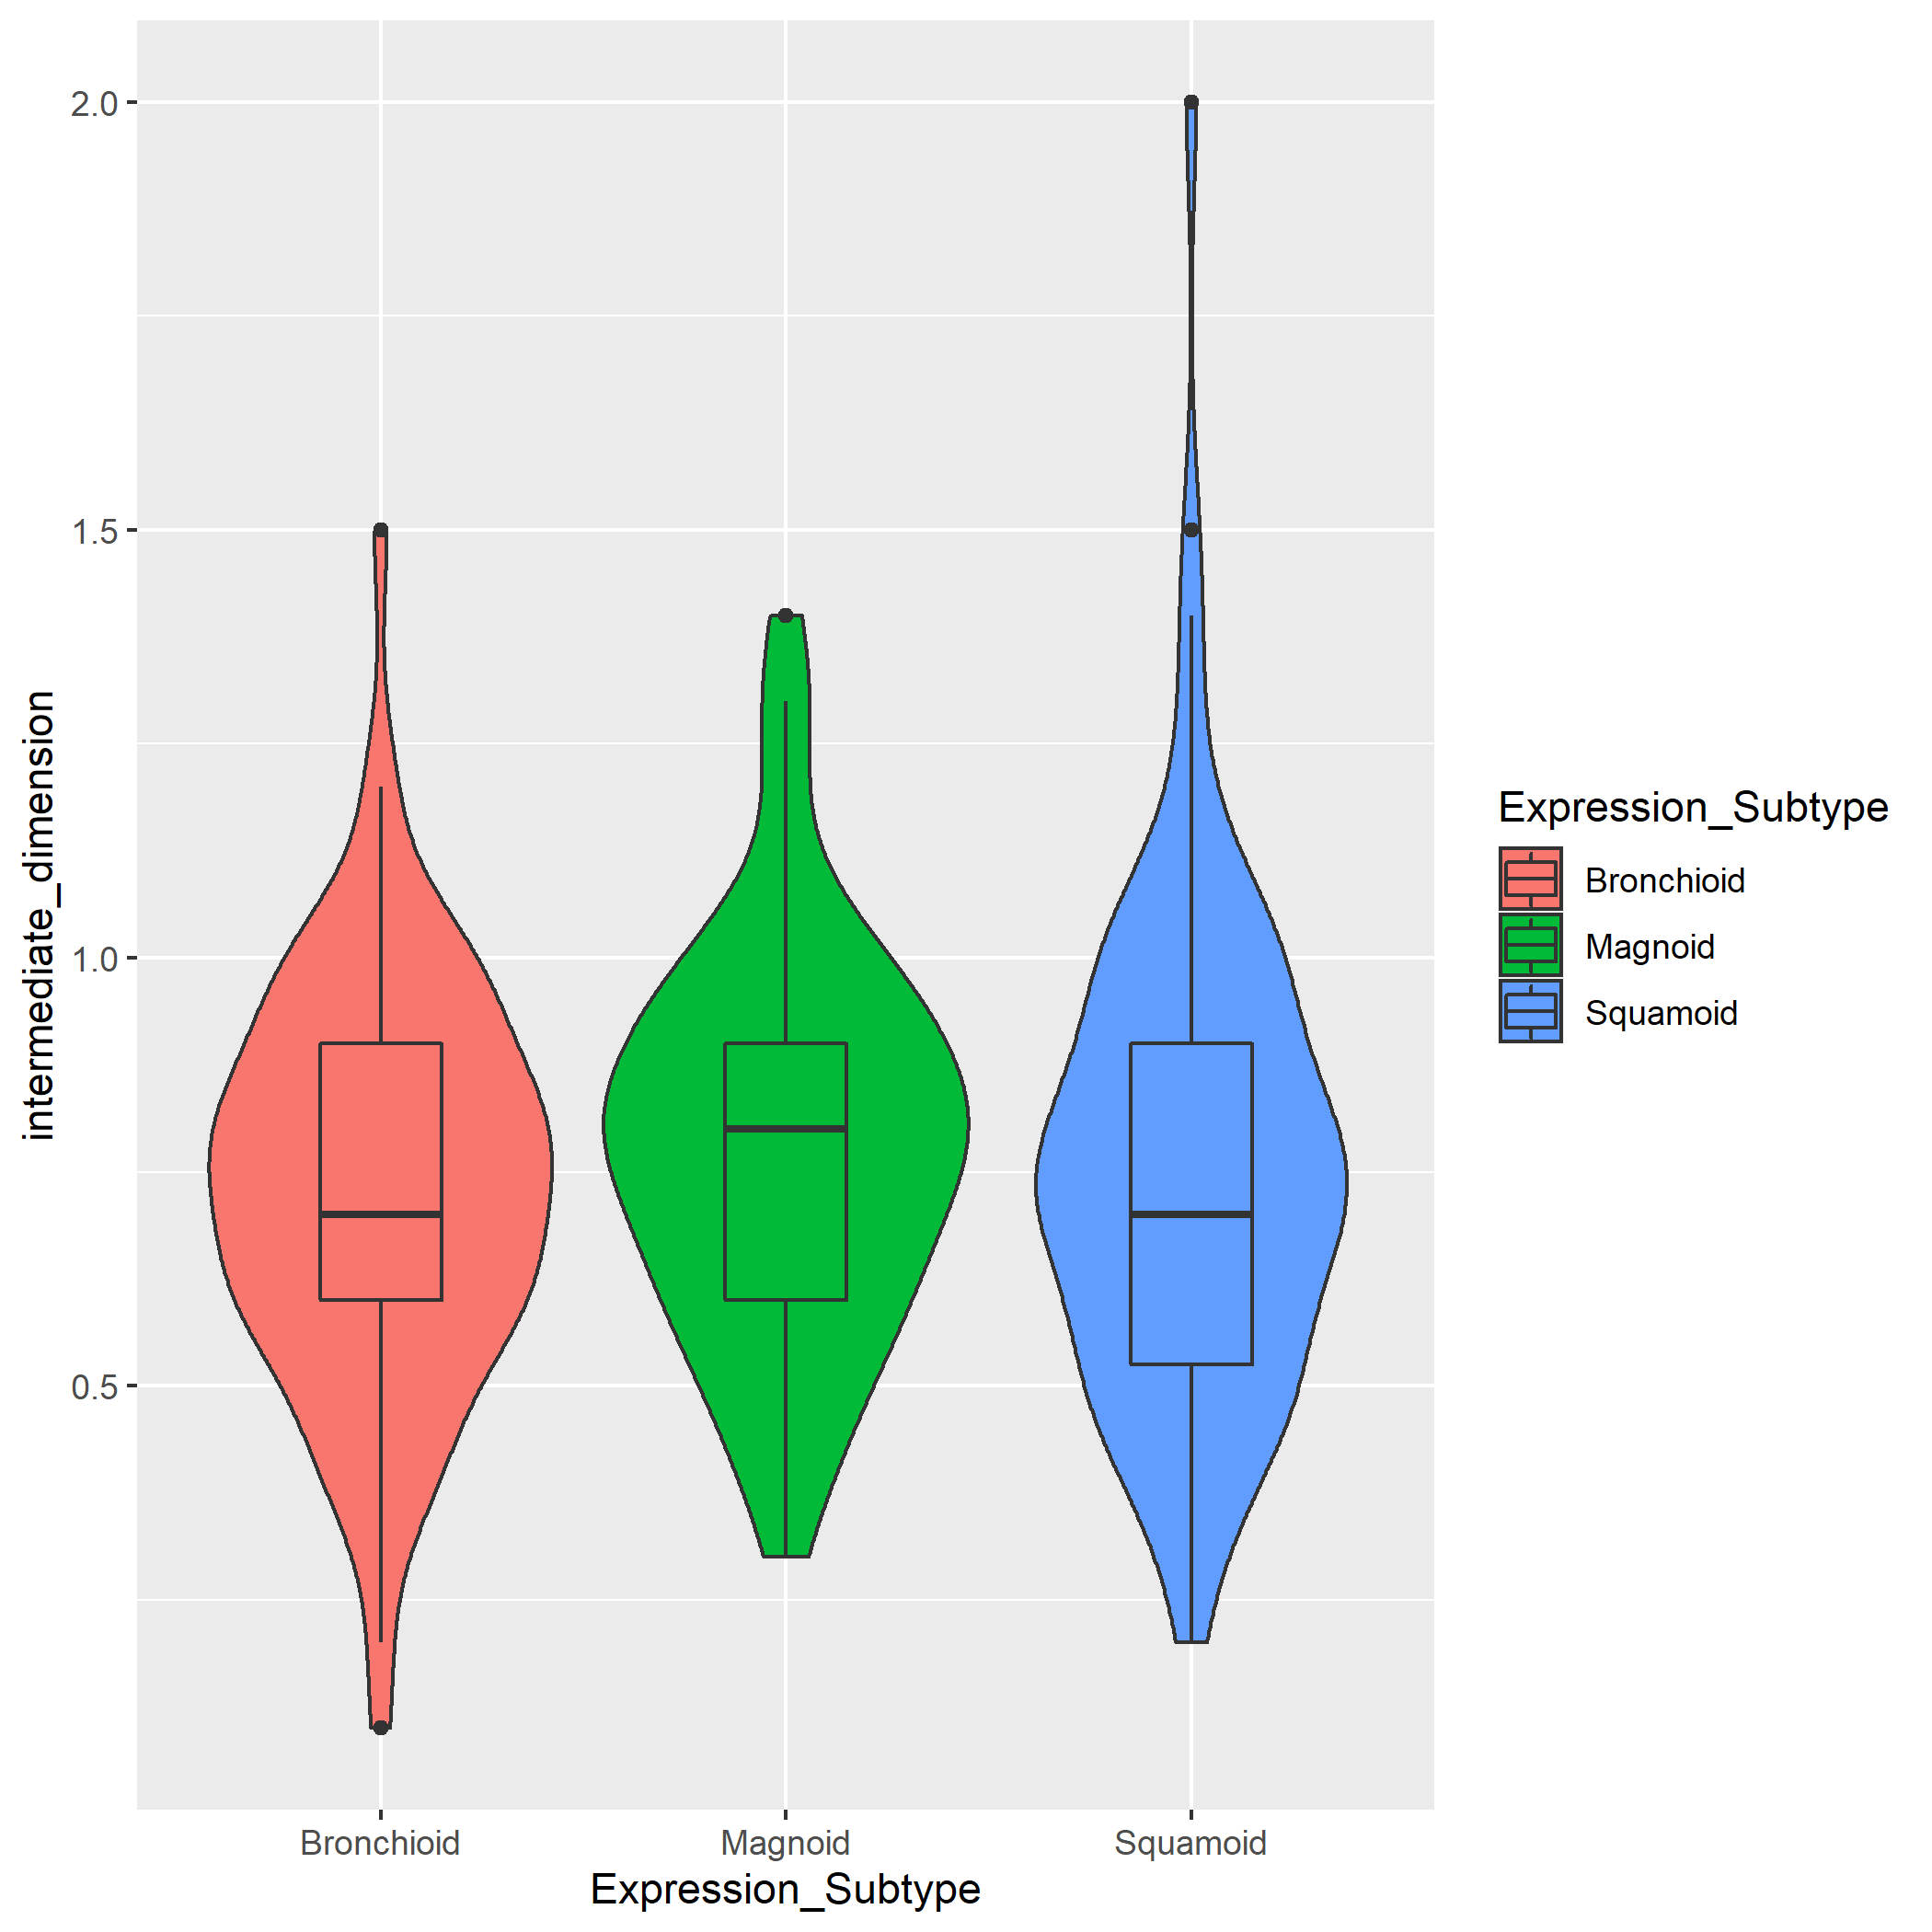 intermediate_dimension
2.0
1.5
1.0
0.5
Bronchioid
Magnoid
Squamoid
Expression_Subtype
Expression_Subtype
Bronchioid
Magnoid
Squamoid